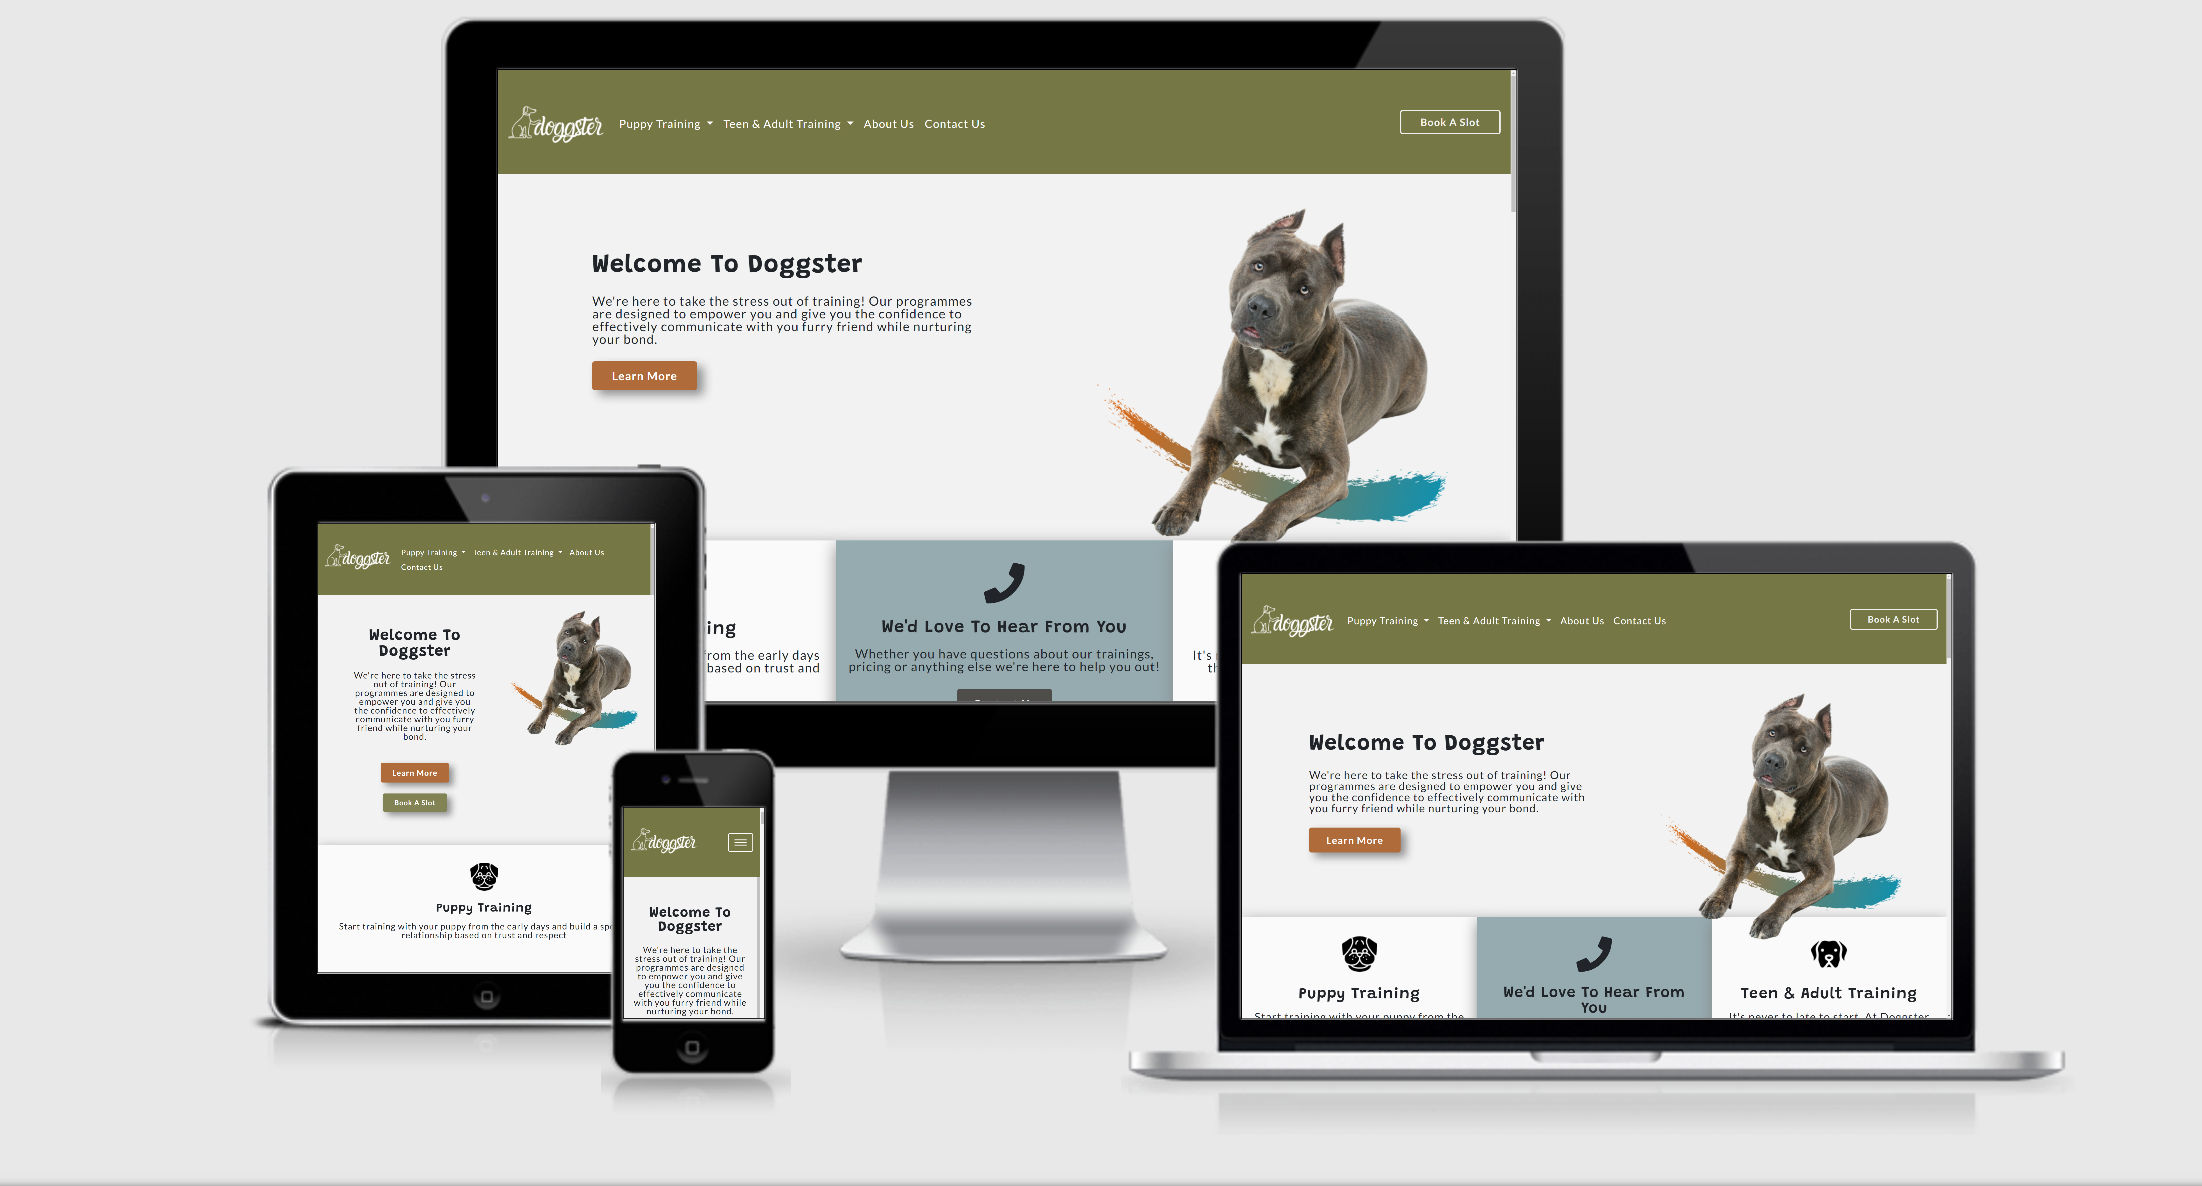 doggster
Puppy Training
Teen & Adult Training
About Us
Contact Us
Book A Slot
Welcome To Doggster
We're here to take the stress out of training! Our programmes
are designed to empower you and give you the confidence to
effectively communicate with you furry friend while nurturing
your bond.
Learn More
ing
rom the early days
based on trust and
We'd Love To Hear From You
Whether you have questions about our trainings,
pricing or anything else we're here to help you out!
It's
th
doggster
Puppy Training
Teen & Adult Training
About Us
Contact Us
Welcome To
Doggster
We're here to take the stress
out of training! Our
programmes are designed to
empower you and give you
the confidence to effectively
communicate with you furry
friend while nurturing your
bond.
Learn More
Book A Slot
Puppy Training
Start training with your puppy from the early days and build a sp
relationship based on trust and respect
doggster
Welcome To
Doggster
We're here to take the
stress out of training! Our
programmes are designed
to empower you and give
you the confidence to
effectively communicate
with you furry friend while
nurturing your bond.
doggster
Puppy Training
Teen & Adult Training
About Us
Contact Us
Book A Slot
Welcome To Doggster
We're here to take the stress out of training! Our
programmes are designed to empower you and give
you the confidence to effectively communicate with
you furry friend while nurturing your bond.
Learn More
Puppy Training
Start training with your puppy from the
We'd Love To Hear From
You
Teen & Adult Training
It's never to late to start. At Doggster